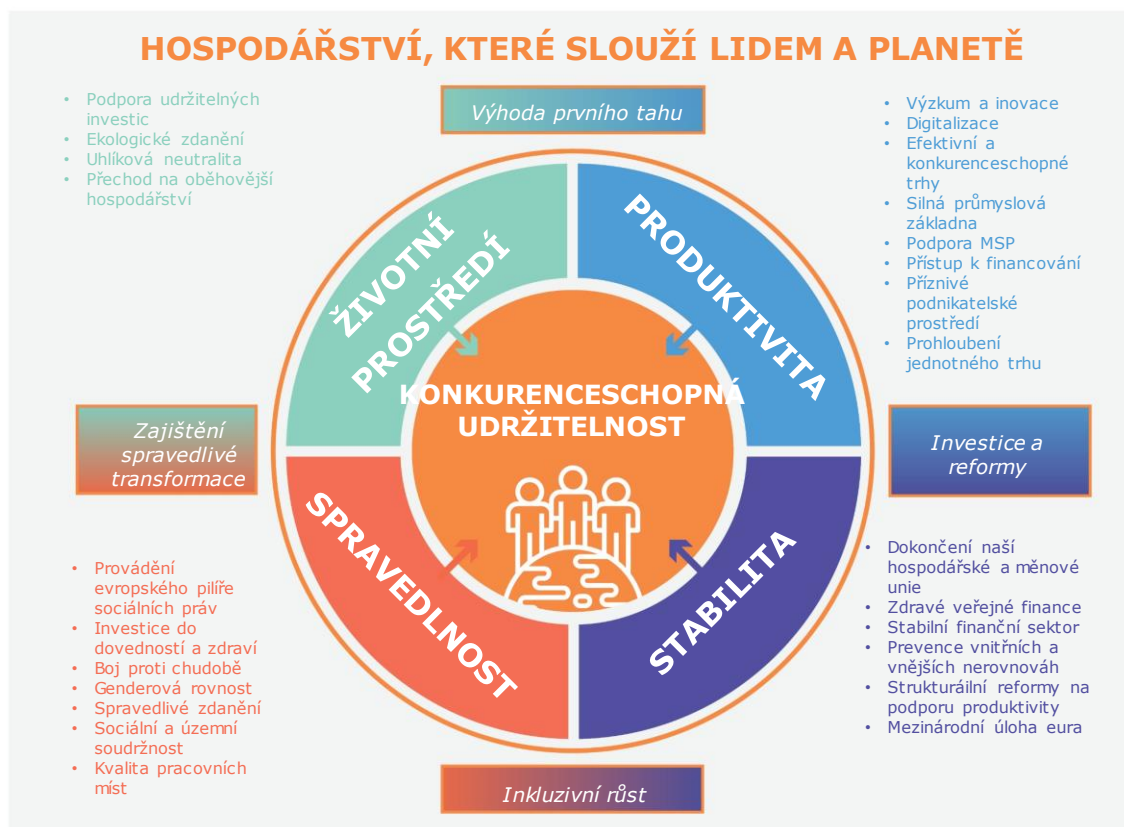 HOSPODÁŘSTVÍ, KTERÉ SLOUŽÍ LIDEM A PLANETĚ
• Podpora udržitelných
investic
• Ekologické zdanění
• Uhlíková neutralita
• Přechod na oběhovější
hospodářství
Výhoda prvního tahu
• Výzkum a inovace
• Digitalizace
• Efektivní a
konkurenceschopné
trhy
• Silná průmyslová
základna
• Podpora MSP
• Přístup k financování
• Příznivé
podnikatelské
prostředí
• Prohloubení
jednotného trhu
ŽIVOTNÍ
PROSTŘEDÍ
PRODUKTIVITA
KONKURENCESCHOPNÁ
UDRŽITELNOST
Zajištění
spravedlivé
transformace
Investice a
reformy
SPRAVEDLNOST
STABILITA
• Provádění
evropského pilíře
sociálních práv
• Investice do
dovedností a zdraví
• Boj proti chudobě
• Genderová rovnost
• Spravedlivé zdanění
• Sociální a územní
soudržnost
• Kvalita pracovních
míst
• Dokončení naší
hospodářské a měnové
unie
• Zdravé veřejné finance
• Stabilní finanční sektor
• Prevence vnitřních a
vnějších nerovnováh
• Strukturáilní reformy na
podporu produktivity
• Mezinárodní úloha eura
Inkluzivní růst